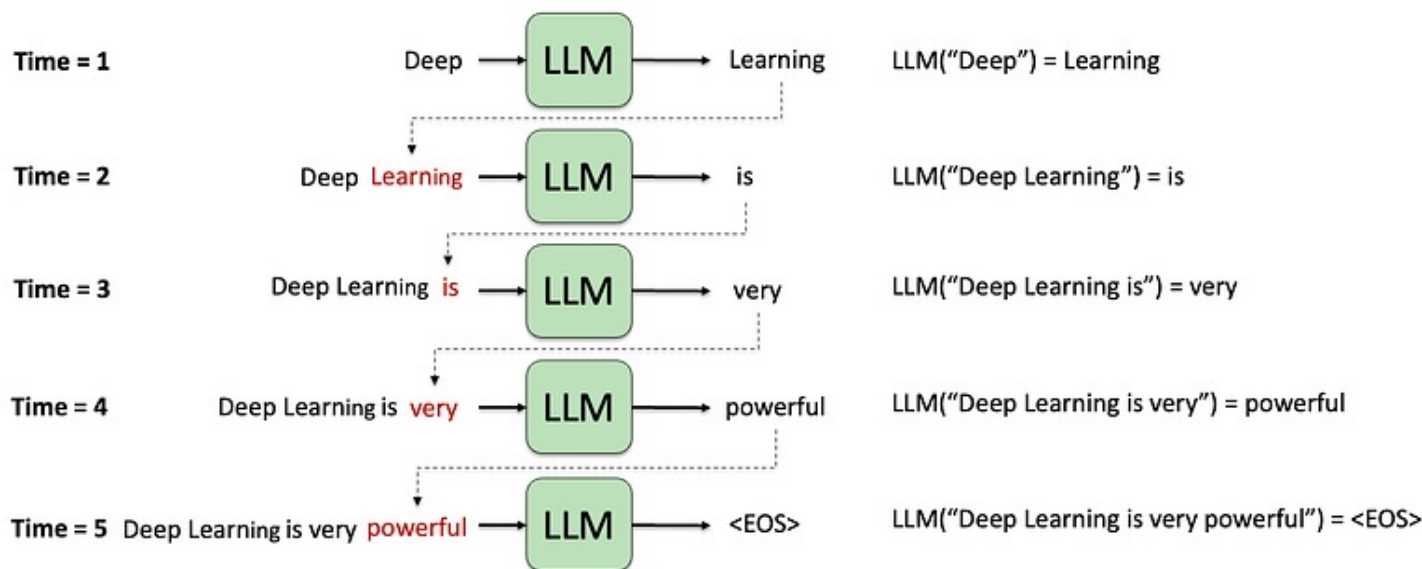 Time = 1 Deep LLM Learning LLM(“Deep”) = Learning
Time = 2 Deep Learning LLM is LLM(“Deep Learning”) = is
Time = 3 Deep Learning is LLM very LLM(“Deep Learning is”) = very
Time = 4 Deep Learning is very LLM powerful LLM(“Deep Learning is very”) = powerful
Time = 5 Deep Learning is very powerful LLM <EOS> LLM(“Deep Learning is very powerful”) = <EOS>